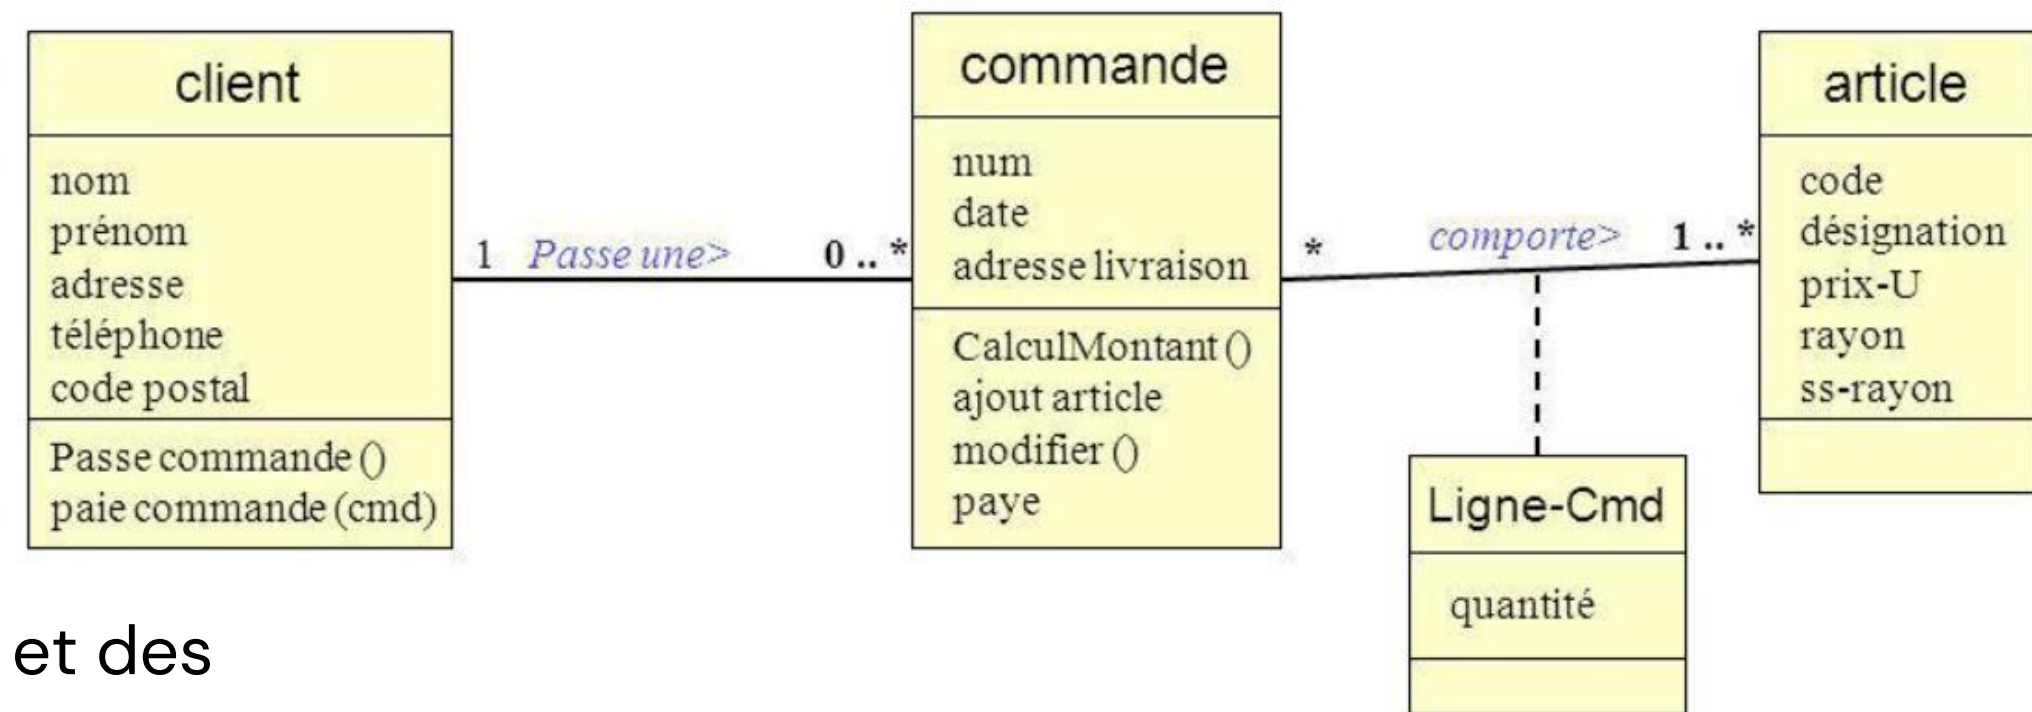 client
nom
prénom
adresse
téléphone
code postal
Passe commande ()
paie commande (cmd)
1 Passe une> 0 .. *
commande
num
date
adresse livraison
CalculMontant ()
ajout article
modifier ()
paye
* comporte> 1 .. *
article
code
désignation
prix-U
rayon
ss-rayon
Ligne-Cmd
quantité
et des